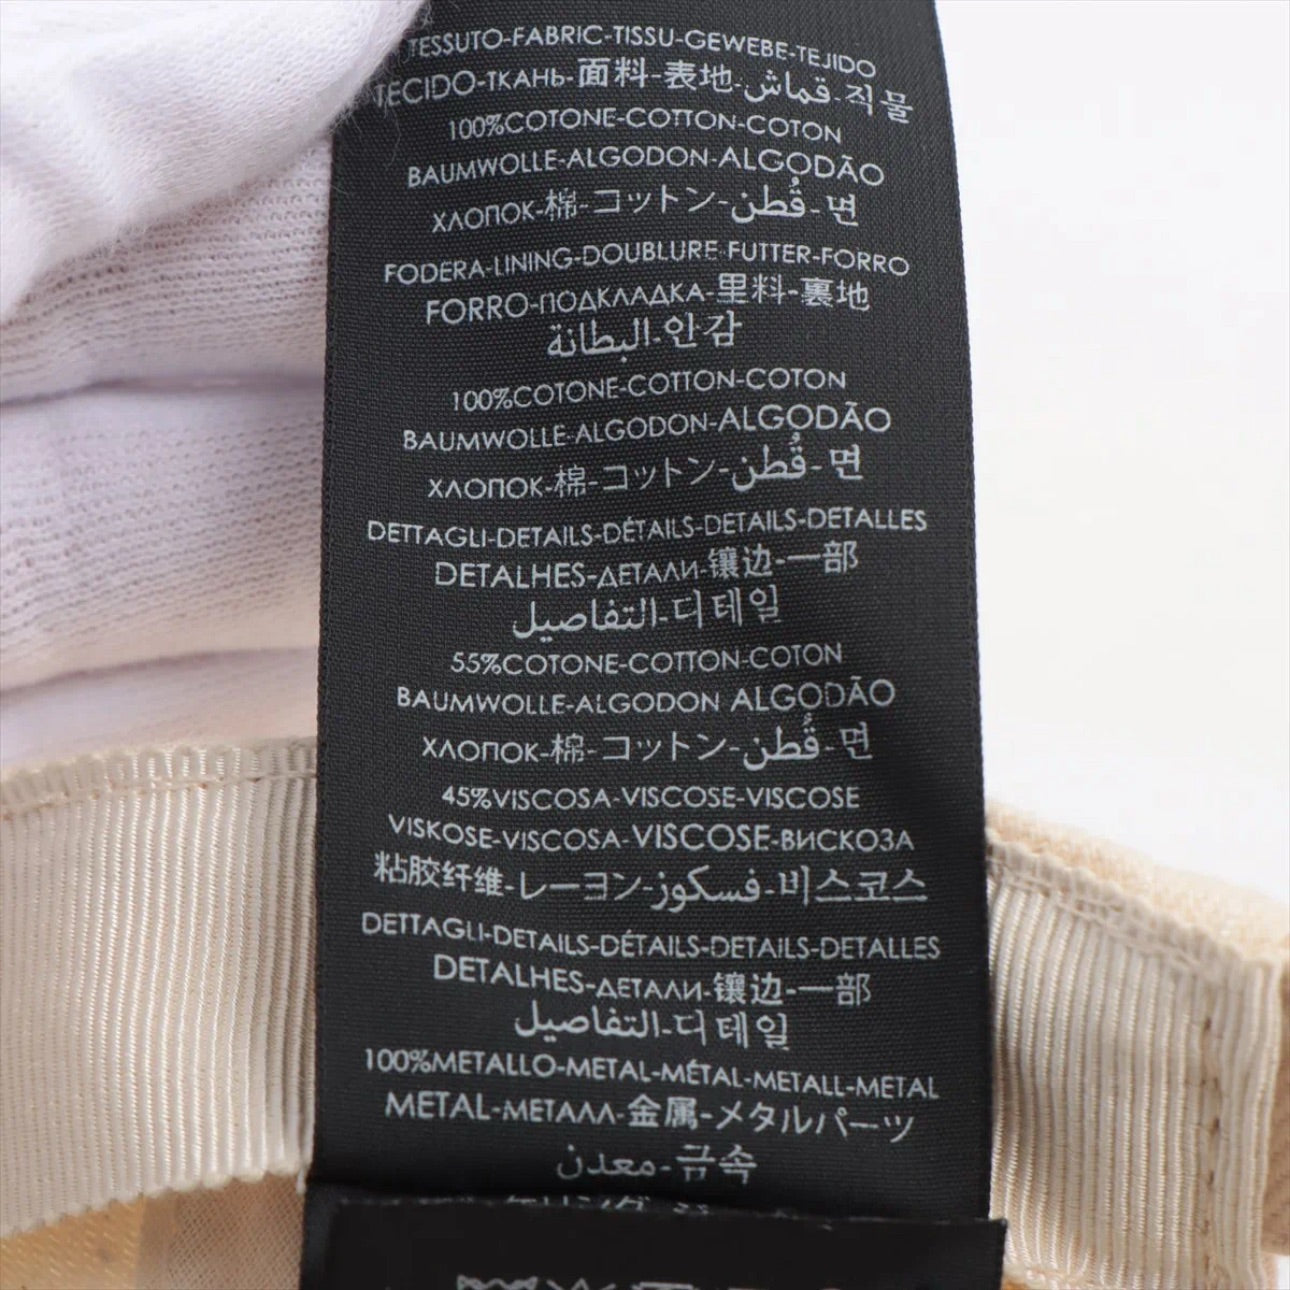 TESSUTO-FABRIC-TISSU-GEWEBE-TEJIDO
TECIDO-ТКАНЬ-面料-表地-قماش-직물
100%COTONE-COTTON-COTON
BAUMWOLLE-ALGODON-ALGODÃO
ХЛОПОК-棉-コットン-قُطن-면
FODERA-LINING-DOUBLURE-FUTTER-FORRO
FORRO-ПОДКЛАДКА-里料-裏地
البطانة-안감
100%COTONE-COTTON-COTON
BAUMWOLLE-ALGODON-ALGODÃO
ХЛОПОК-棉-コットン-قُطن-면
DETTAGLI-DETAILS-DÉTAILS-DETAILS-DETALLES
DETALHES-ДЕТАЛИ-镶边-一部
التفاصيل-디테일
55%COTONE-COTTON-COTON
BAUMWOLLE-ALGODON ALGODÃO
ХЛОПОК-棉-コットン-قُطن-면
45%VISCOSA-VISCOSE-VISCOSE
VISKOSE-VISCOSA-VISCOSE-ВИСКОЗА
粘胶纤维-レーヨン-فسكوز-비스코스
DETTAGLI-DETAILS-DÉTAILS-DETAILS-DETALLES
DETALHES-ДЕТАЛИ-镶边-一部
التفاصيل-디테일
100%METALLO-METAL-MÉTAL-METALL-METAL
METAL-МЕТАЛЛ-金属-メタルパーツ
معدن-금속